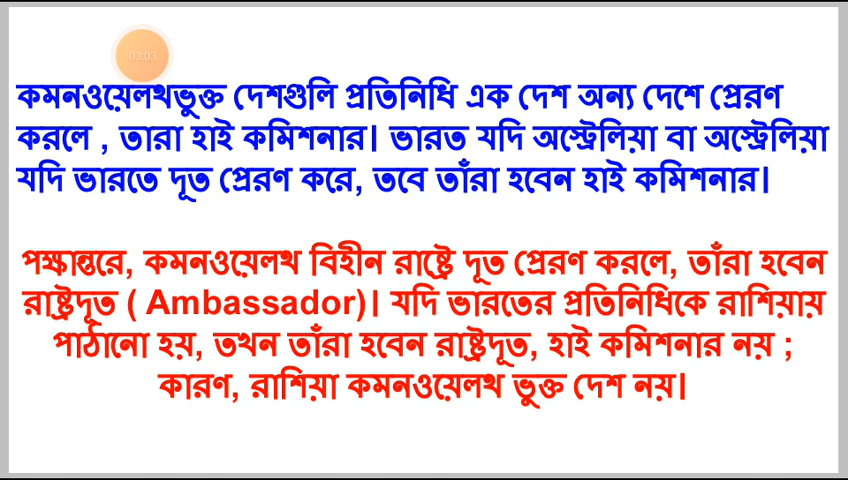 03:03
কমনওয়েলথভুক্ত দেশগুলি প্রতিনিধি এক দেশ অন্য দেশে প্রেরণ
করলে , তারা হাই কমিশনার। ভারত যদি অস্ট্রেলিয়া বা অস্ট্রেলিয়া
যদি ভারতে দূত প্রেরণ করে, তবে তাঁরা হবেন হাই কমিশনার।
পক্ষান্তরে, কমনওয়েলথ বিহীন রাষ্ট্রে দূত প্রেরণ করলে, তাঁরা হবেন
রাষ্ট্রদূত ( Ambassador)। যদি ভারতের প্রতিনিধিকে রাশিয়ায়
পাঠানো হয়, তখন তাঁরা হবেন রাষ্ট্রদূত, হাই কমিশনার নয় ;
কারণ, রাশিয়া কমনওয়েলথ ভুক্ত দেশ নয়।